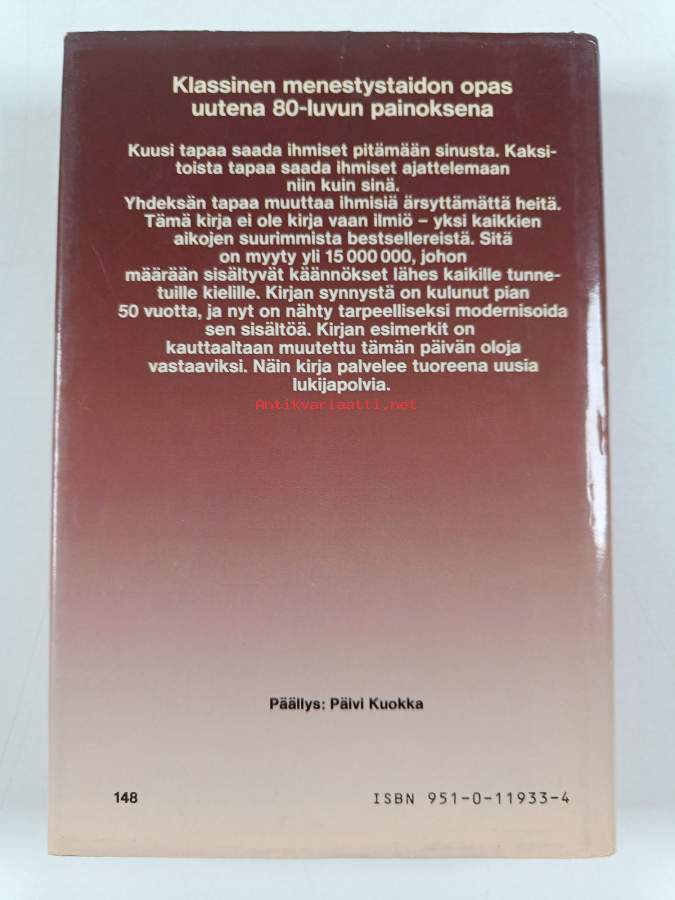 Klassinen menestystaidon opas
uutena 80-luvun painoksena
Kuusi tapaa saada ihmiset pitämään sinusta. Kaksi-
toista tapaa saada ihmiset ajattelemaan
niin kuin sinä.
Yhdeksän tapaa muuttaa ihmisiä ärsyttämättä heitä.
Tämä kirja ei ole kirja vaan ilmiö – yksi kaikkien
aikojen suurimmista bestsellereistä. Sitä
on myyty yli 15 000 000, johon
määrään sisältyvät käännökset lähes kaikille tunne-
tuille kielille. Kirjan synnystä on kulunut pian
50 vuotta, ja nyt on nähty tarpeelliseksi modernisoida
sen sisältöä. Kirjan esimerkit on
kauttaaltaan muutettu tämän päivän oloja
vastaaviksi. Näin kirja palvelee tuoreena uusia
lukijapolvia.
Antikvariaatti.net
Päällys: Päivi Kuokka
148 ISBN 951-0-11933-4